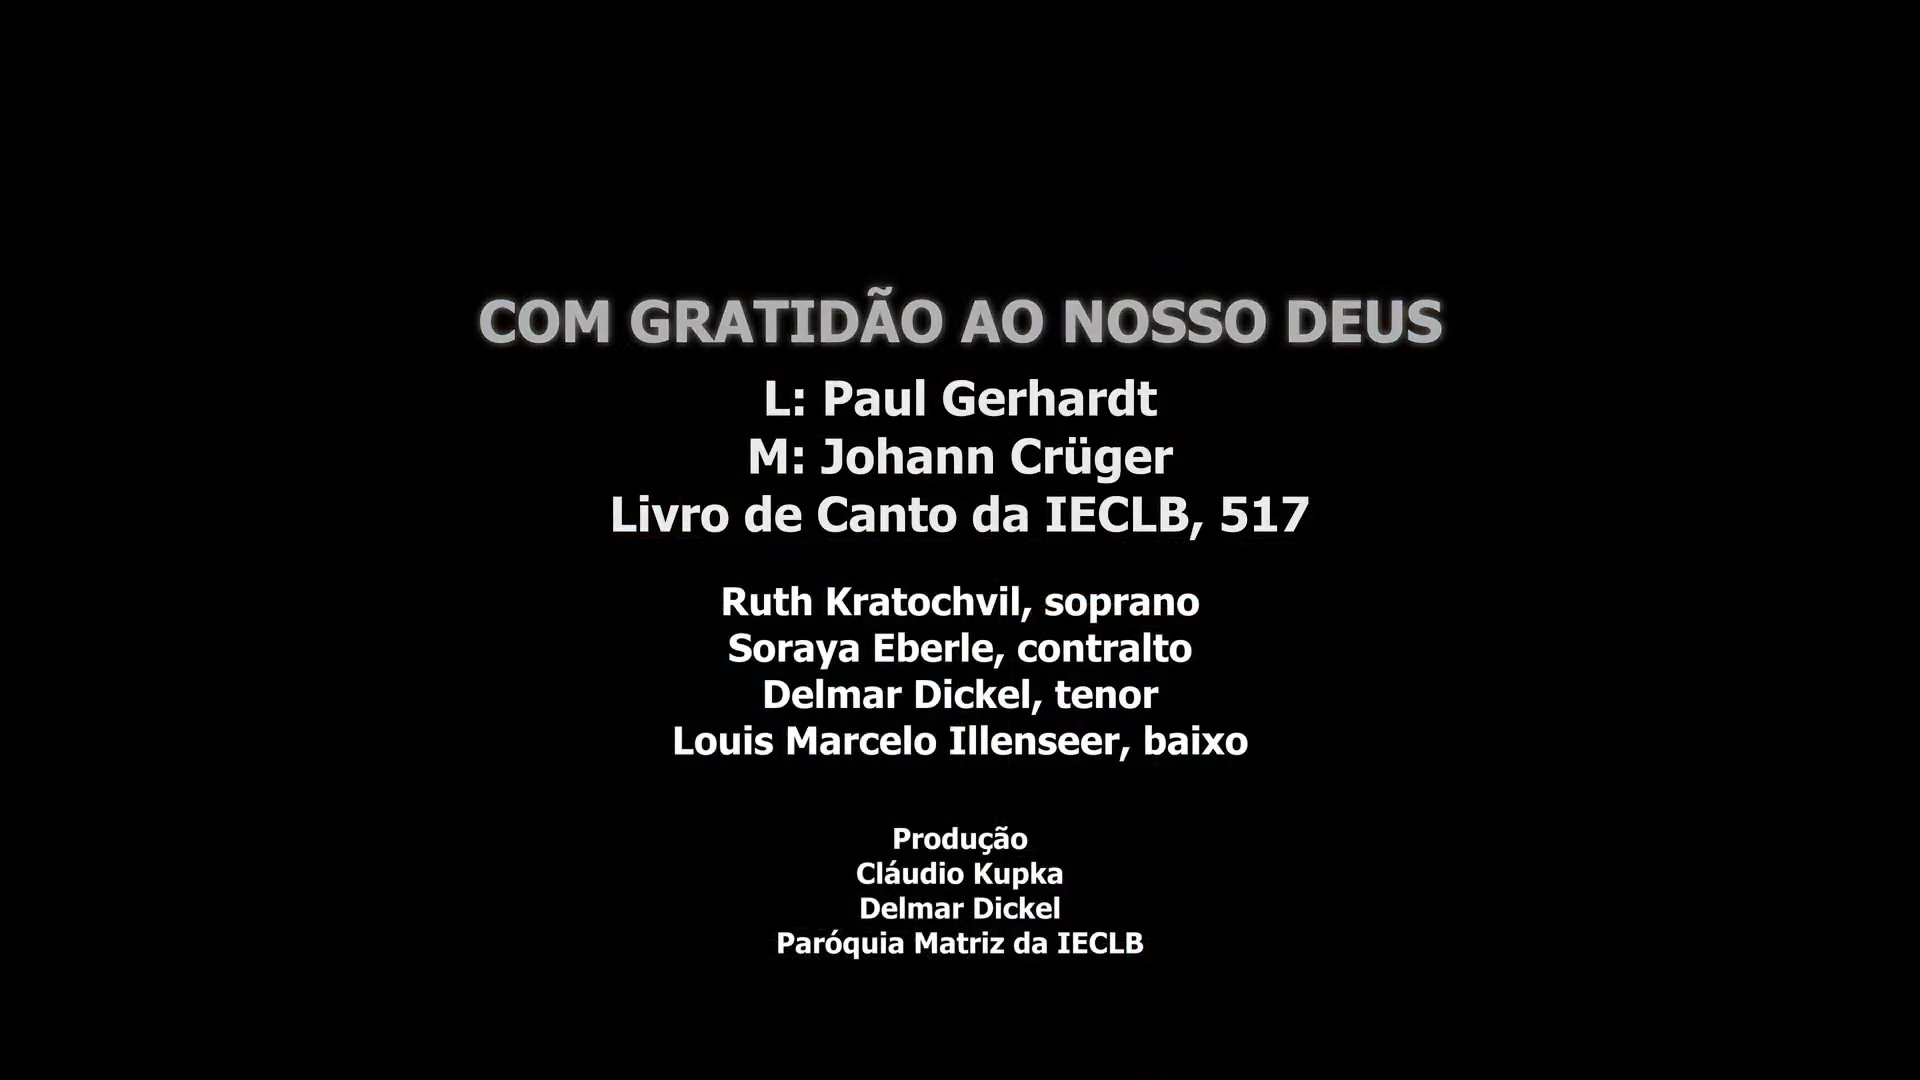 COM GRATIDÃO AO NOSSO DEUS
L: Paul Gerhardt
M: Johann Crüger
Livro de Canto da IECLB, 517
Ruth Kratochvil, soprano
Soraya Eberle, contralto
Delmar Dickel, tenor
Louis Marcelo Illenseer, baixo
Produção
Cláudio Kupka
Delmar Dickel
Paróquia Matriz da IECLB